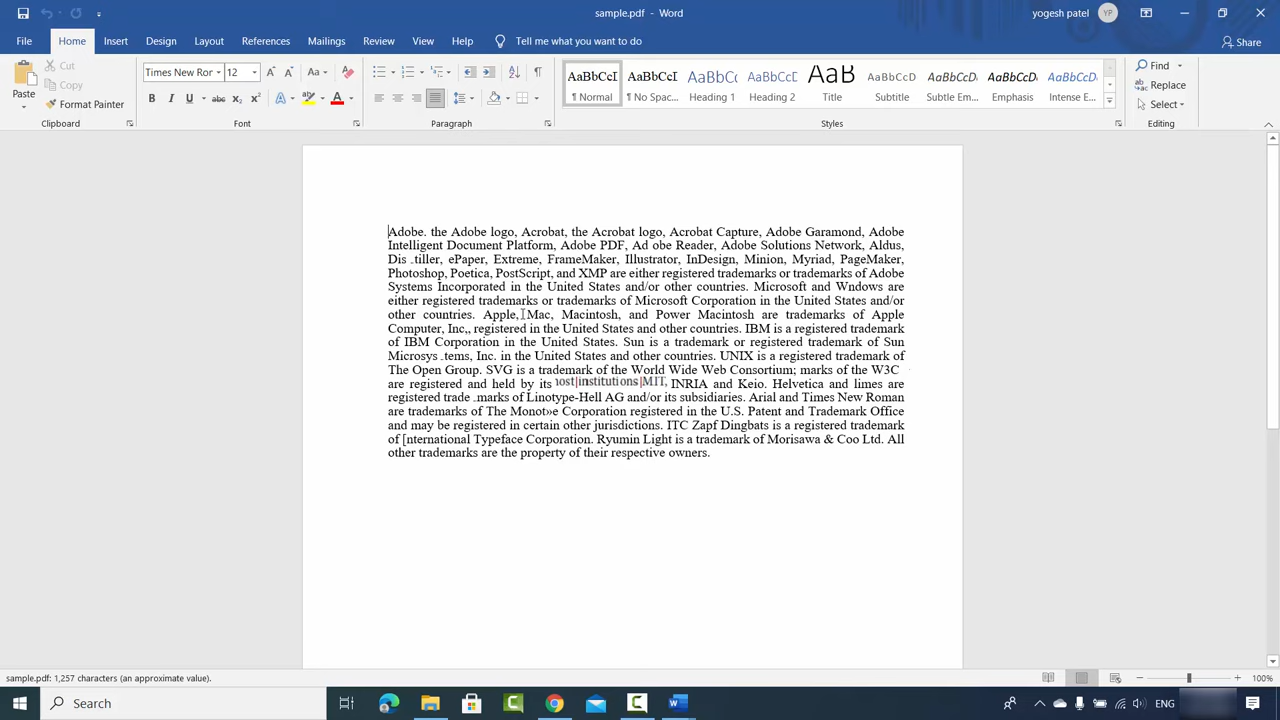 sample.pdf - Word
yogesh patel YP
File Home Insert Design Layout References Mailings Review View Help Tell me what you want to do Share
Paste
Cut
Copy
Format Painter
Clipboard
Times New Ror 12
Font
Paragraph
AaBbCcI AaBbCcI AaBbC AaBbCcI AaB AaBbCcD AaBbCcD AaBbCcD AaBbCcD
¶ Normal ¶ No Spac... Heading 1 Heading 2 Title Subtitle Subtle Em... Emphasis Intense E...
Styles
Find
Replace
Select
Editing
Adobe. the Adobe logo, Acrobat, the Acrobat logo, Acrobat Capture, Adobe Garamond, Adobe
Intelligent Document Platform, Adobe PDF, Ad obe Reader, Adobe Solutions Network, Aldus,
Dis .tiller, ePaper, Extreme, FrameMaker, Illustrator, InDesign, Minion, Myriad, PageMaker,
Photoshop, Poetica, PostScript, and XMP are either registered trademarks or trademarks of Adobe
Systems Incorporated in the United States and/or other countries. Microsoft and Wndows are
either registered trademarks or trademarks of Microsoft Corporation in the United States and/or
other countries. Apple, Mac, Macintosh, and Power Macintosh are trademarks of Apple
Computer, Inc,, registered in the United States and other countries. IBM is a registered trademark
of IBM Corporation in the United States. Sun is a trademark or registered trademark of Sun
Microsys .tems, Inc. in the United States and other countries. UNIX is a registered trademark of
The Open Group. SVG is a trademark of the World Wide Web Consortium; marks of the W3C
are registered and held by its ıost|institutions|MIT, INRIA and Keio. Helvetica and limes are
registered trade .marks of Linotype-Hell AG and/or its subsidiaries. Arial and Times New Roman
are trademarks of The Monot»e Corporation registered in the U.S. Patent and Trademark Office
and may be registered in certain other jurisdictions. ITC Zapf Dingbats is a registered trademark
of [nternational Typeface Corporation. Ryumin Light is a trademark of Morisawa & Coo Ltd. All
other trademarks are the property of their respective owners.
sample.pdf: 1,257 characters (an approximate value).
100%
Search
ENG